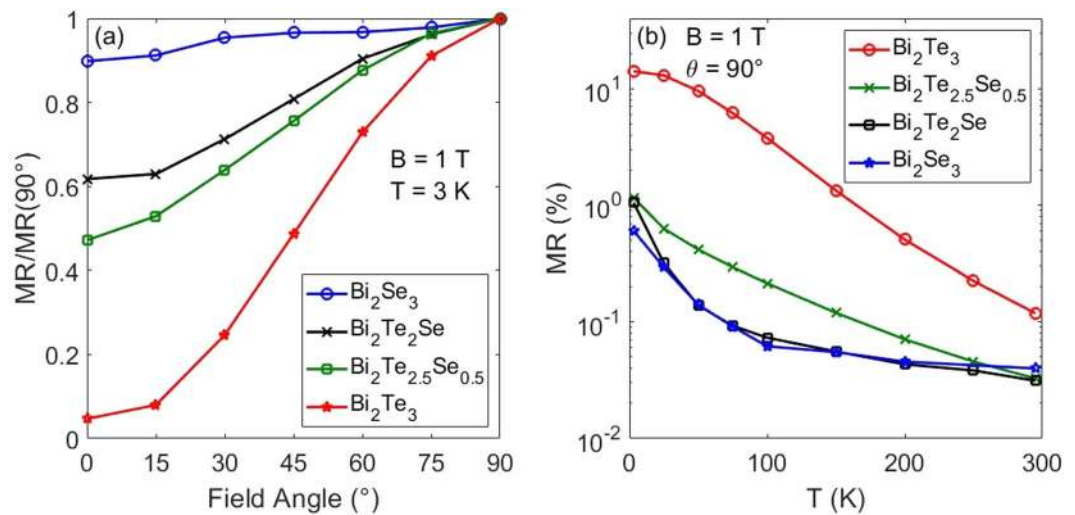 (a)
B = 1 T
T = 3 K
Bi2Se3
Bi2Te2Se
Bi2Te2.5Se0.5
Bi2Te3
1
0.8
0.6
0.4
0.2
0
0 15 30 45 60 75 90
Field Angle (°)
MR/MR(90°)
(b)
B = 1 T
θ = 90°
Bi2Te3
Bi2Te2.5Se0.5
Bi2Te2Se
Bi2Se3
10^1
10^0
10^-1
10^-2
0 100 200 300
T (K)
MR (%)